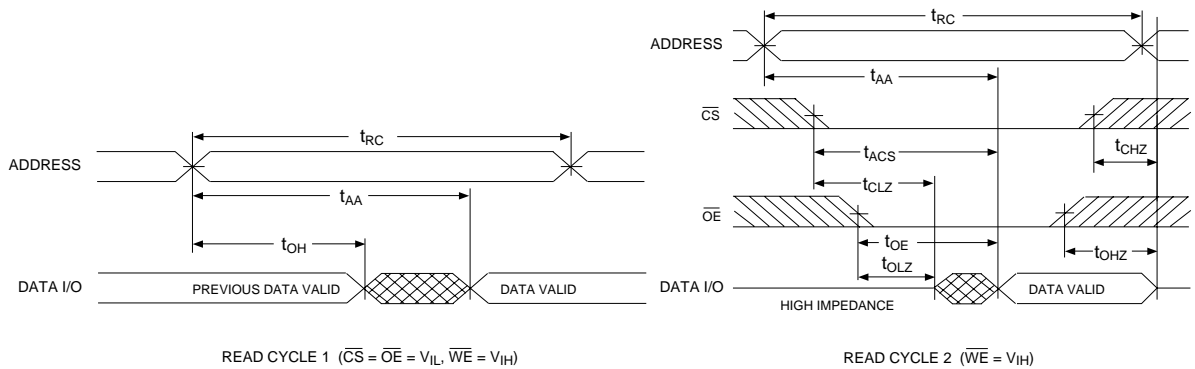 tRC
ADDRESS
tAA
tOH
DATA I/O
PREVIOUS DATA VALID
DATA VALID
READ CYCLE 1 (CS = OE = VIL, WE = VIH)
tRC
ADDRESS
tAA
CS
tACS
tCHZ
tCLZ
OE
tOE
tOHZ
tOLZ
DATA I/O
HIGH IMPEDANCE
DATA VALID
READ CYCLE 2 (WE = VIH)